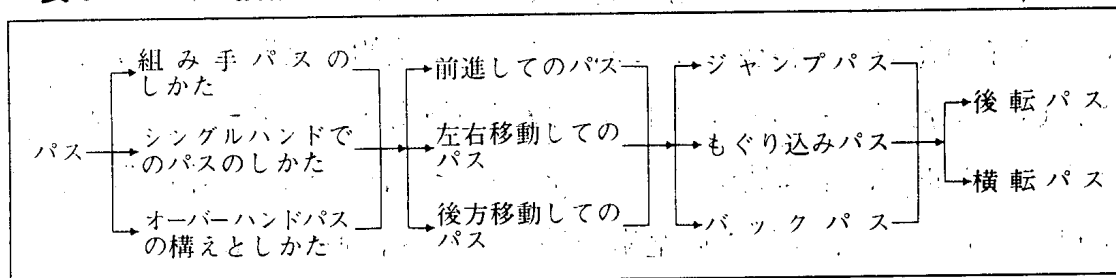 パス
組み手パスの
しかた
シングルハンドで
のパスのしかた
オーバーハンドパス
の構えとしかた
前進してのパス
左右移動しての
パス
後方移動しての
パス
ジャンプパス
もぐり込みパス
バックパス
後転パス
横転パス